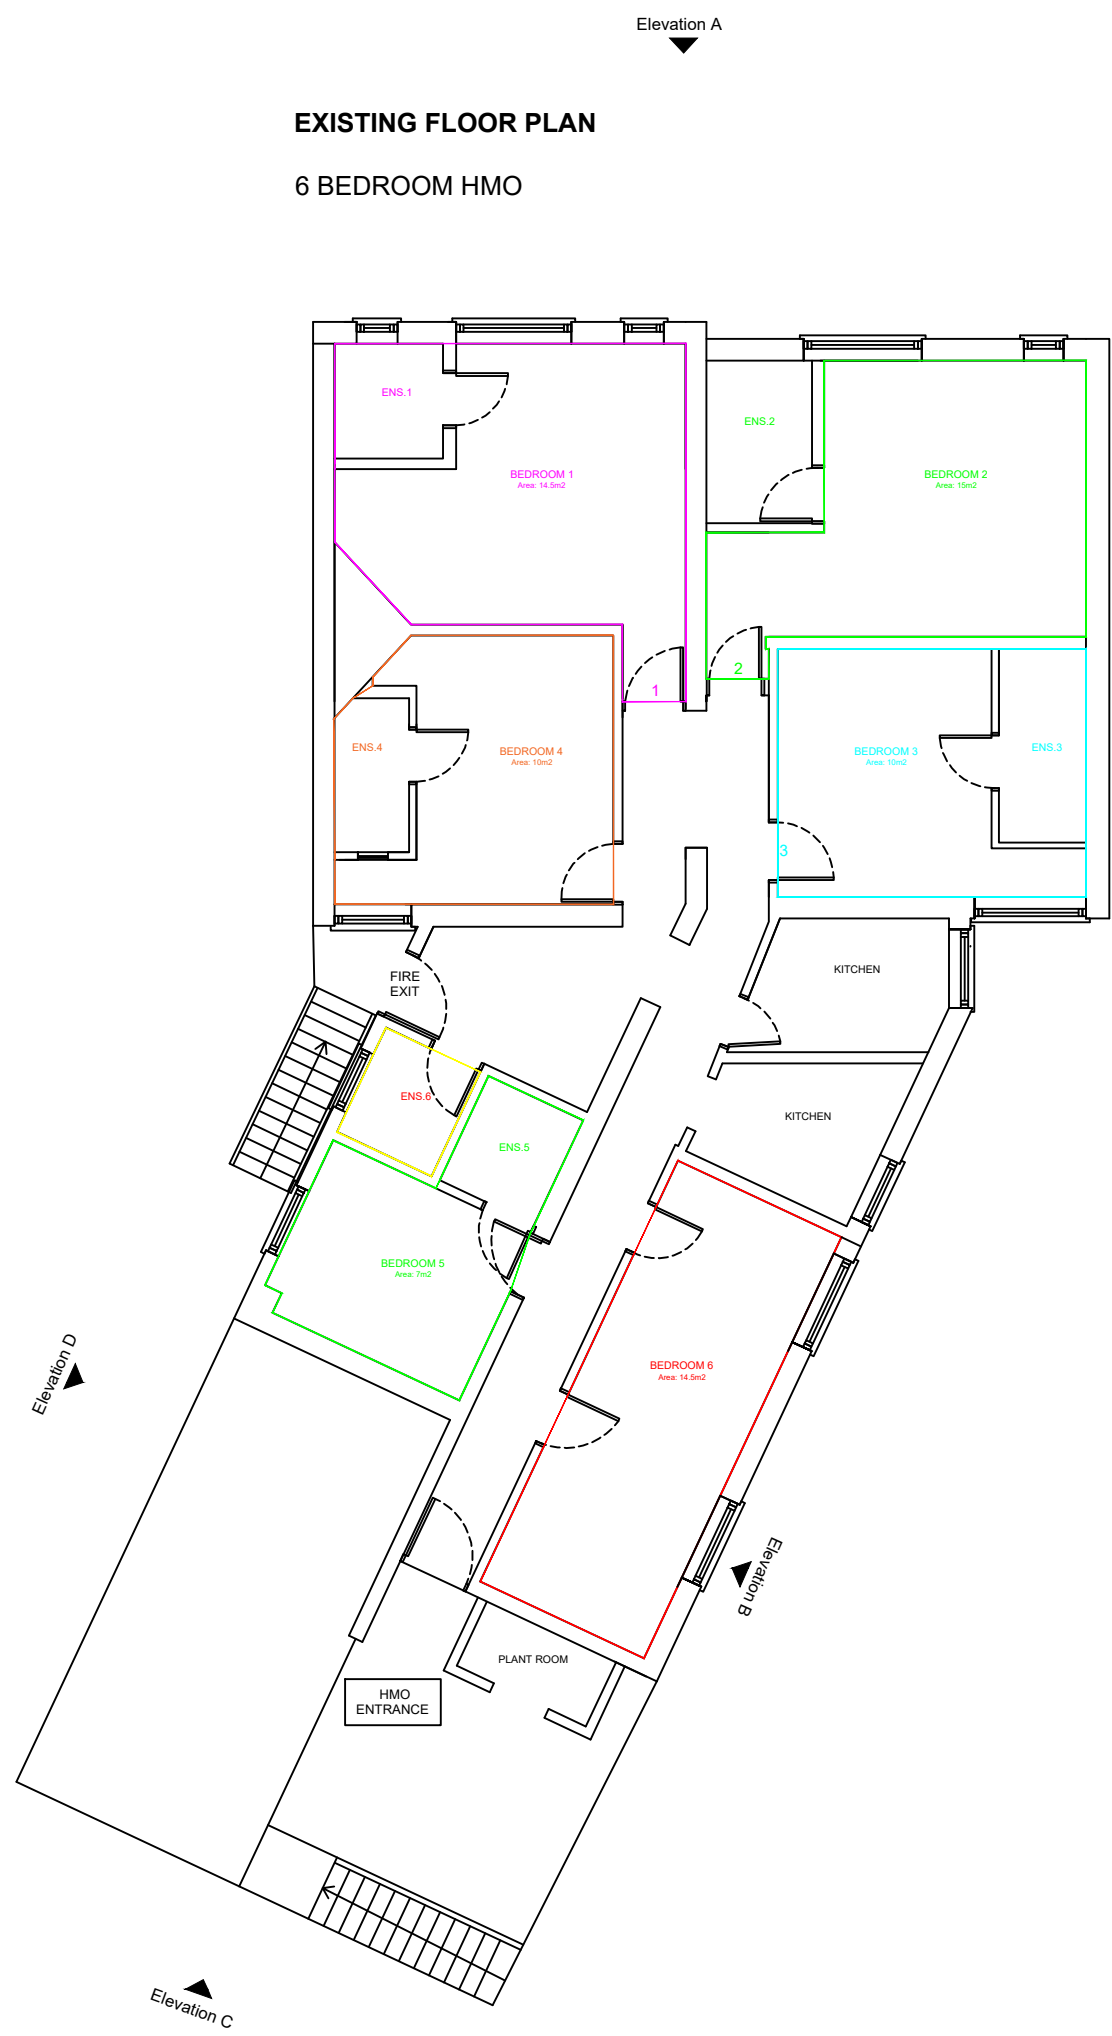 Elevation A
EXISTING FLOOR PLAN
6 BEDROOM HMO
ENS.1
ENS.2
BEDROOM 1
Area: 14.5m2
BEDROOM 2
Area: 15m2
1
2
ENS.4
BEDROOM 4
Area: 10m2
BEDROOM 3
Area: 10m2
ENS.3
3
FIRE
EXIT
KITCHEN
ENS.6
KITCHEN
ENS.5
BEDROOM 5
Area: 7m2
BEDROOM 6
Area: 14.5m2
Elevation D
Elevation B
PLANT ROOM
HMO
ENTRANCE
Elevation C